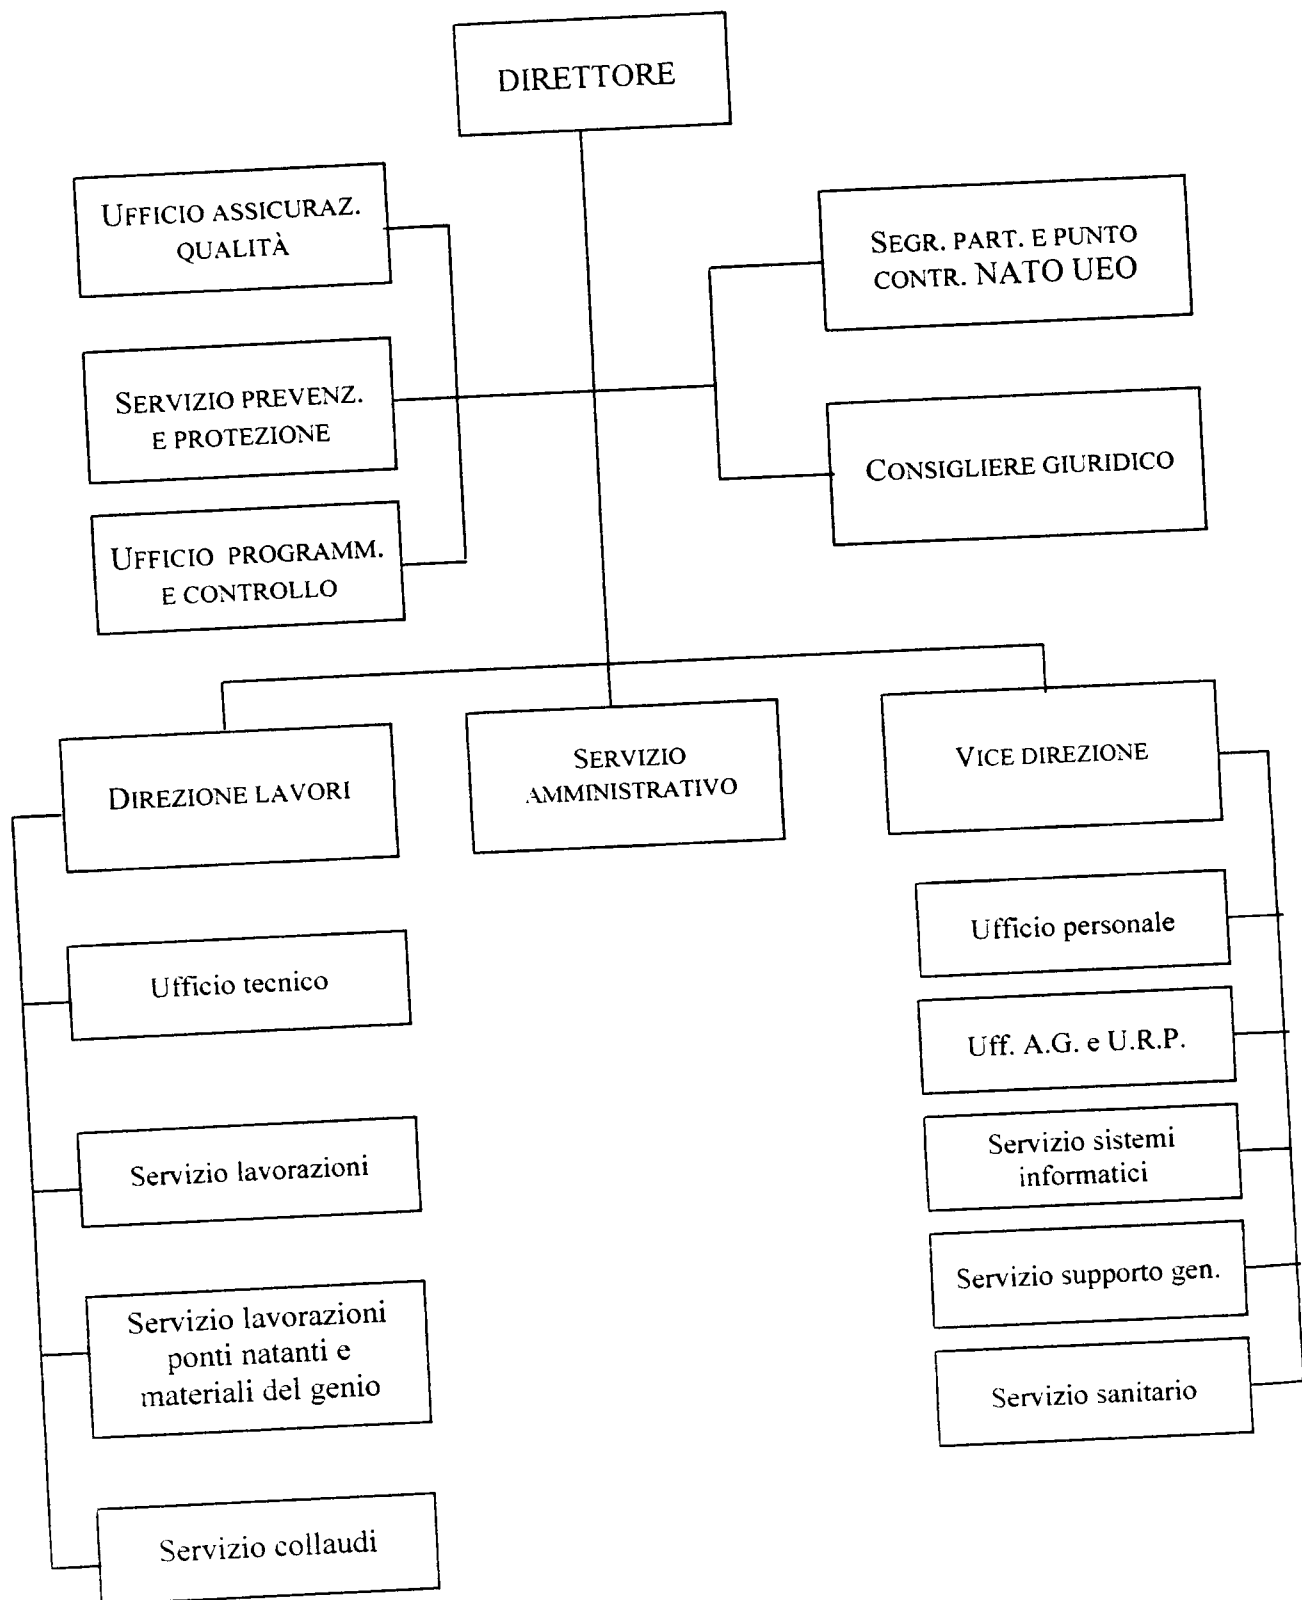 DIRETTORE
UFFICIO ASSICURAZ.
QUALITÀ
SEGR. PART. E PUNTO
CONTR. NATO UEO
SERVIZIO PREVENZ.
E PROTEZIONE
CONSIGLIERE GIURIDICO
UFFICIO PROGRAMM.
E CONTROLLO
DIREZIONE LAVORI
SERVIZIO
AMMINISTRATIVO
VICE DIREZIONE
Ufficio tecnico
Servizio lavorazioni
Servizio lavorazioni
ponti natanti e
materiali del genio
Servizio collaudi
Ufficio personale
Uff. A.G. e U.R.P.
Servizio sistemi
informatici
Servizio supporto gen.
Servizio sanitario